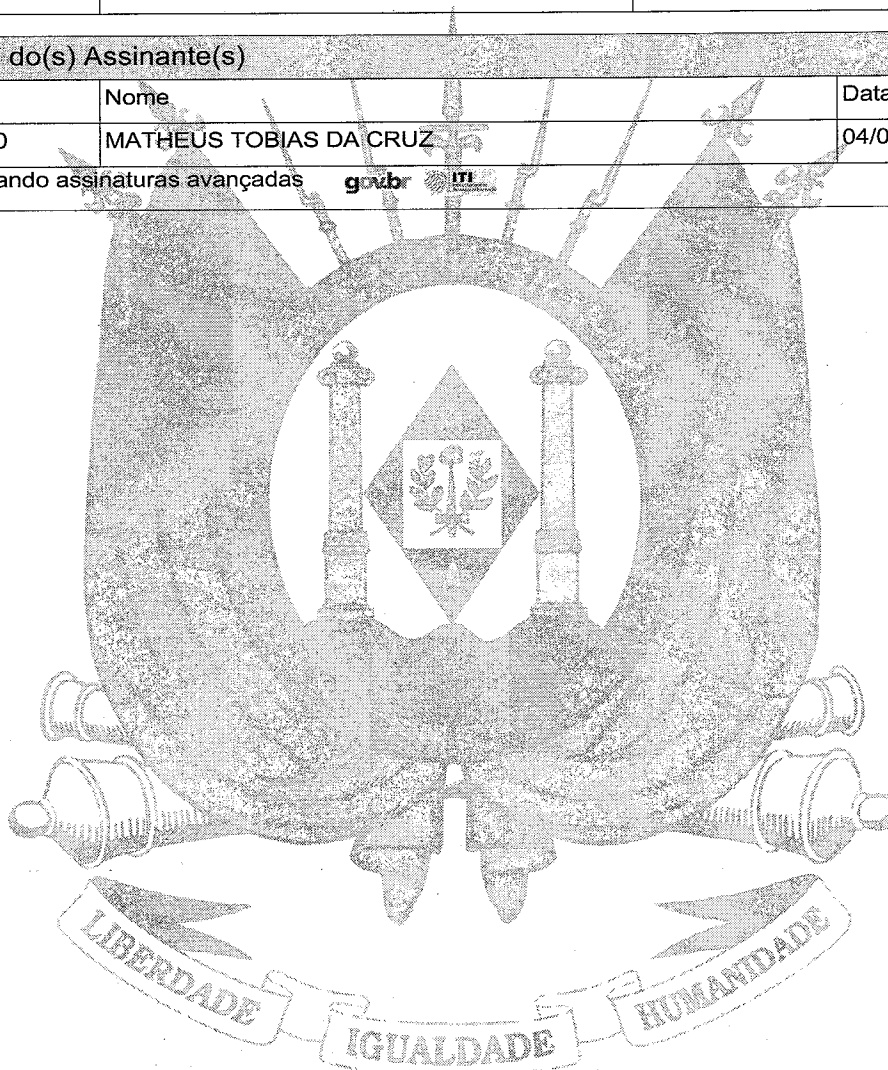 do(s) Assinante(s)
Nome
Data
0
MATHEUS TOBIAS DA CRUZ
04/0
ando assinaturas avançadas gov.br ITI
LIBERDADE
IGUALDADE
HUMANIDADE